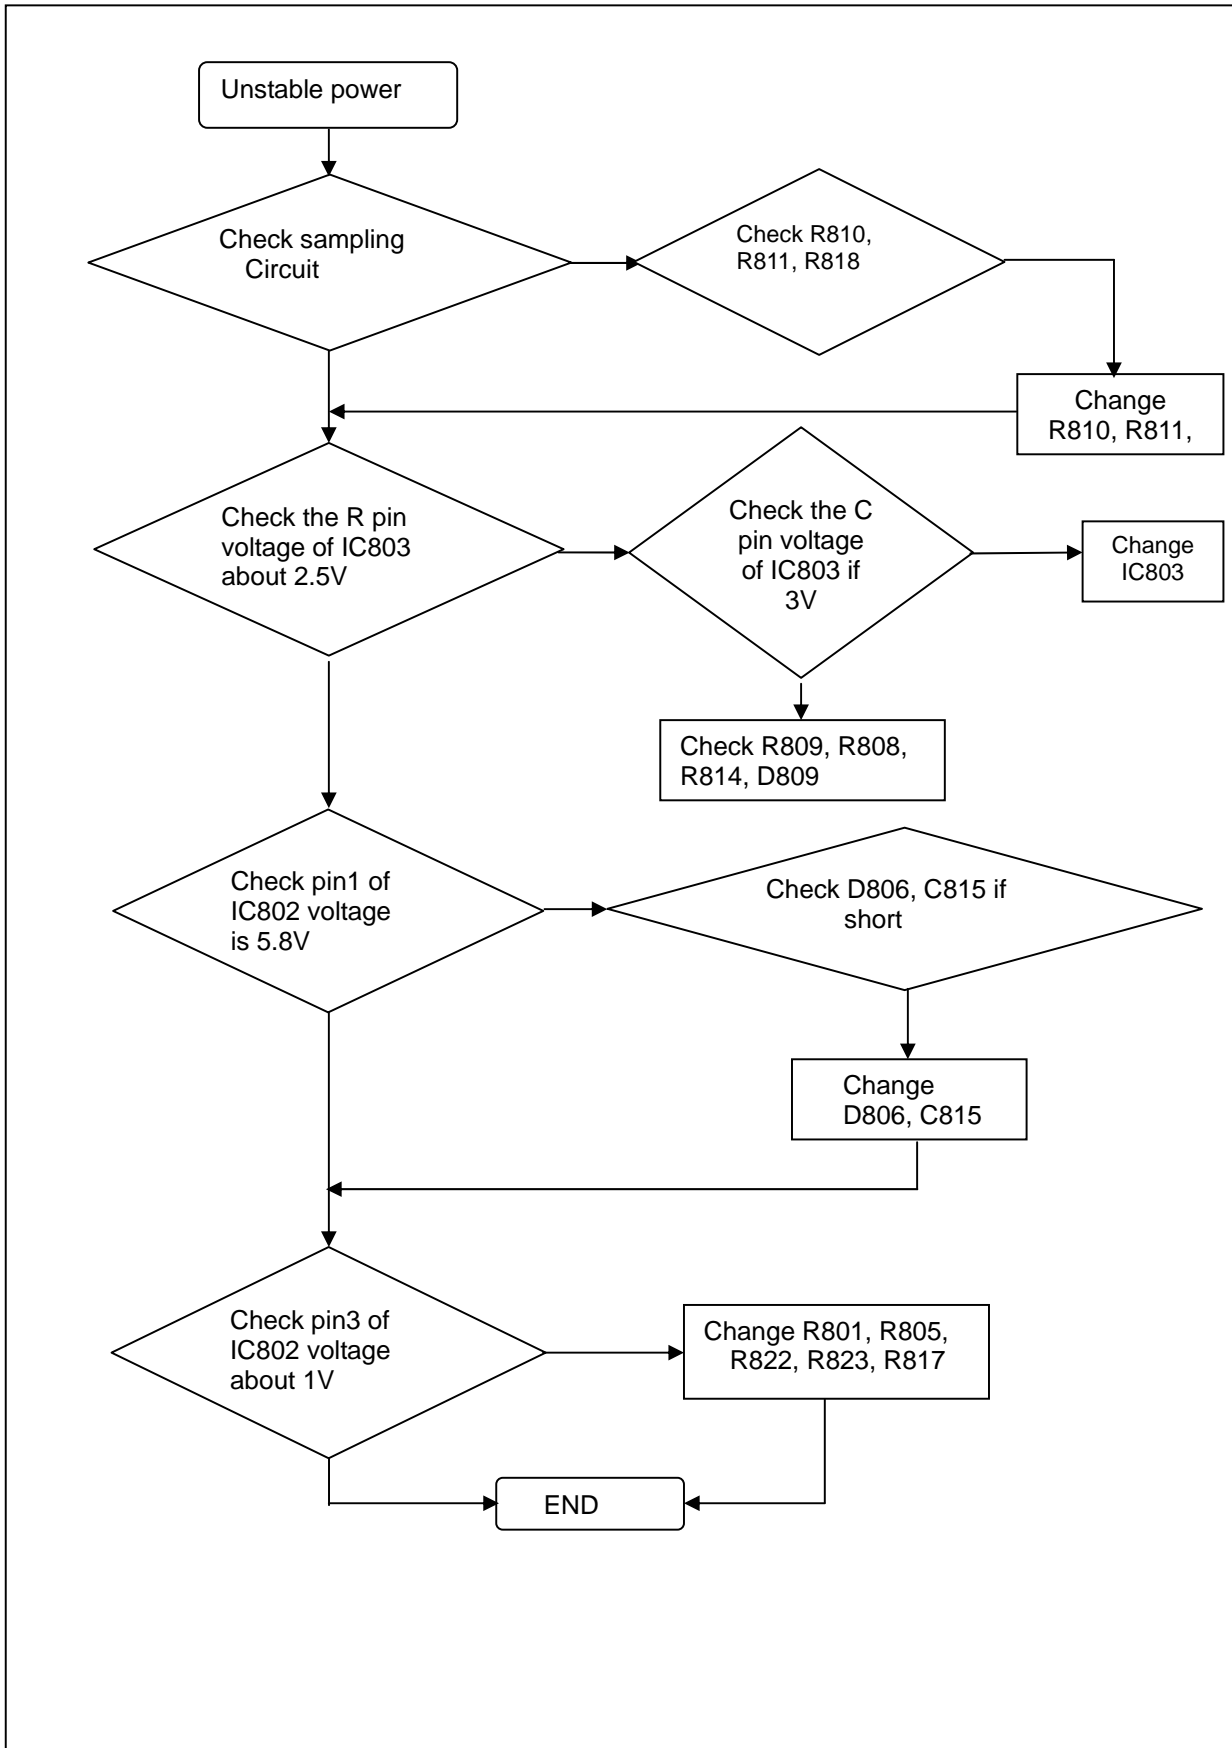 Unstable power
Check sampling
Circuit
Check R810,
R811, R818
Change
R810, R811,
Check the R pin
voltage of IC803
about 2.5V
Check the C
pin voltage
of IC803 if
3V
Change
IC803
Check R809, R808,
R814, D809
Check pin1 of
IC802 voltage
is 5.8V
Check D806, C815 if
short
Change
D806, C815
Check pin3 of
IC802 voltage
about 1V
Change R801, R805,
R822, R823, R817
END